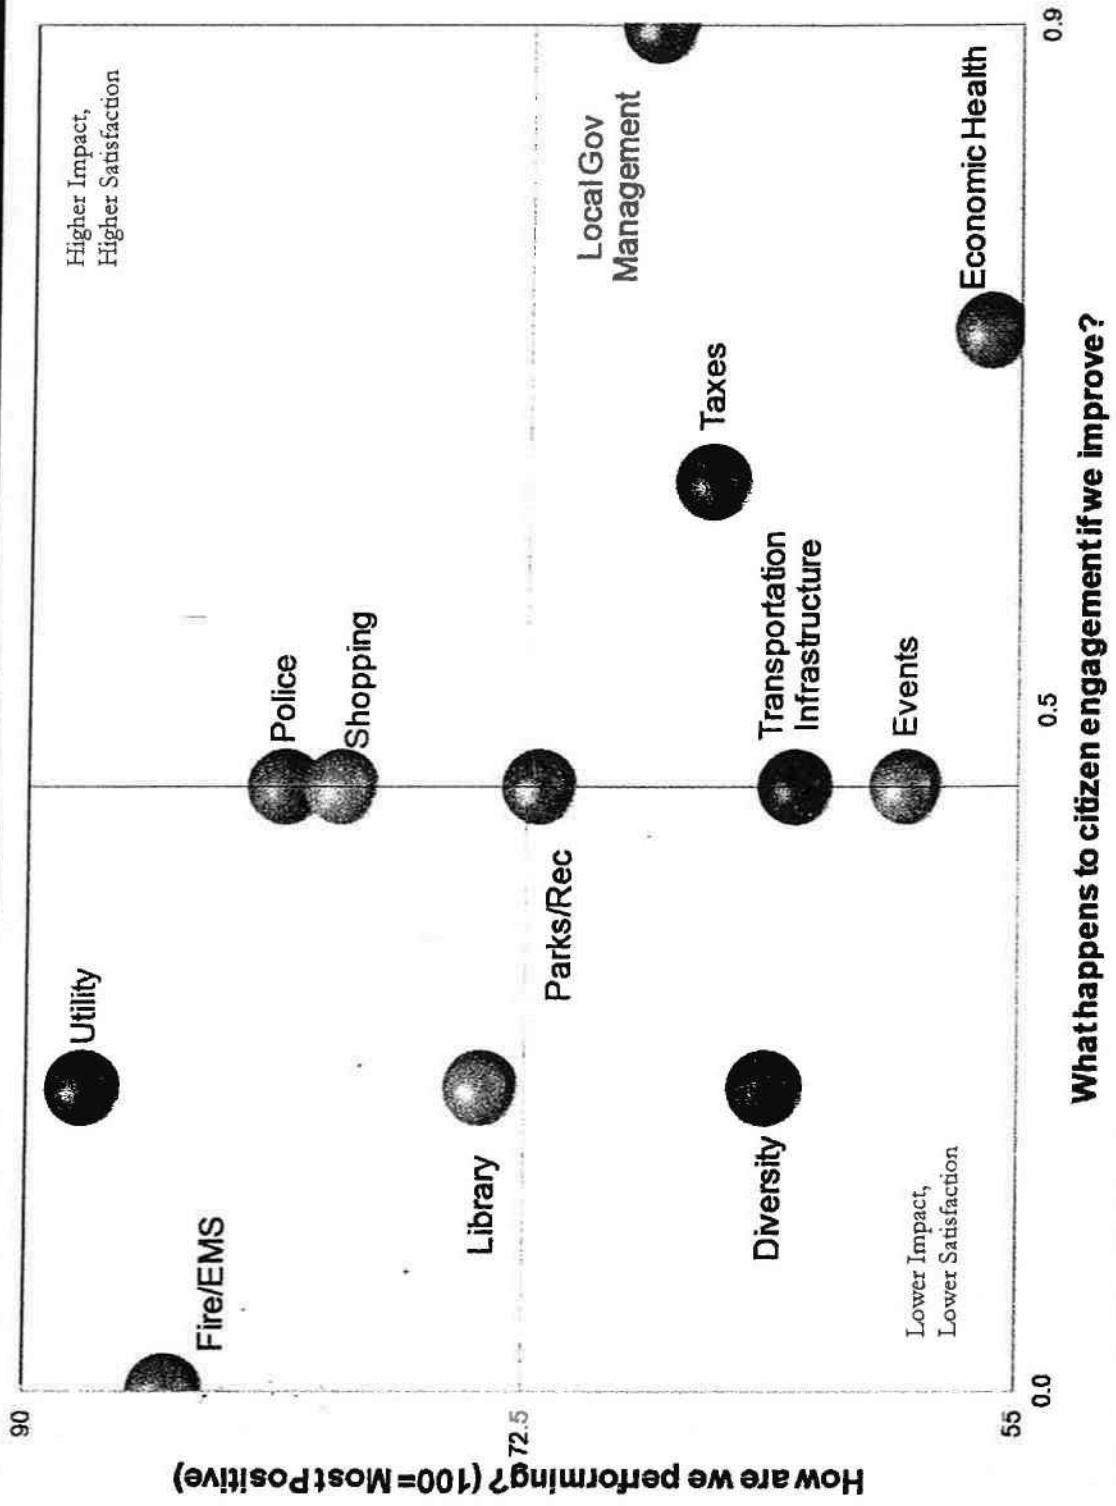 Higher Impact,
Higher Satisfaction
Utility
Fire/EMS
Police
Shopping
Library
Parks/Rec
Local Gov
Management
Taxes
Transportation
Infrastructure
Diversity
Events
Economic Health
Lower Impact,
Lower Satisfaction
90
72.5
55
How are we performing? (100=Most Positive)
0.0
0.5
0.9
What happens to citizen engagement if we improve?